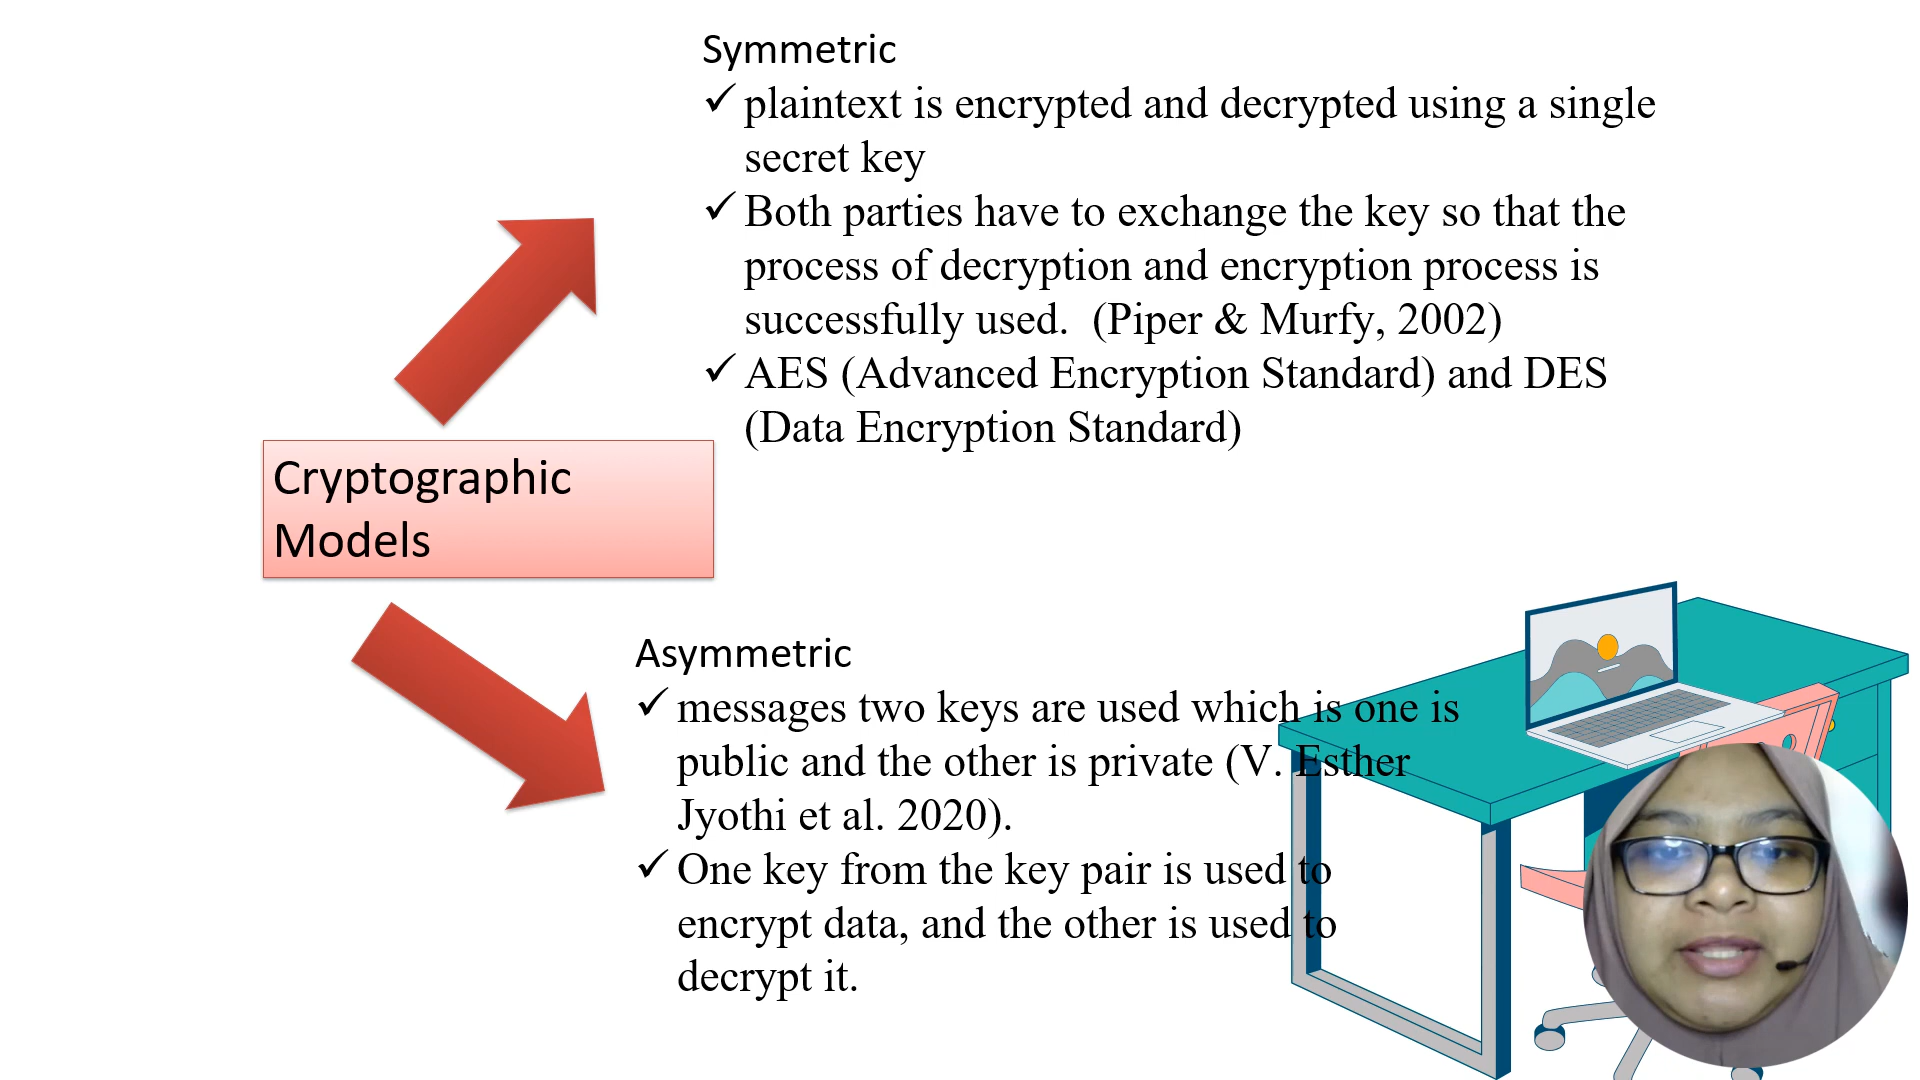 Symmetric
✓ plaintext is encrypted and decrypted using a single
secret key
✓ Both parties have to exchange the key so that the
process of decryption and encryption process is
successfully used.  (Piper & Murfy, 2002)
✓ AES (Advanced Encryption Standard) and DES
(Data Encryption Standard)
Cryptographic
Models
Asymmetric
✓ messages two keys are used which is one is
public and the other is private (V. Esther
Jyothi et al. 2020).
✓ One key from the key pair is used to
encrypt data, and the other is used to
decrypt it.